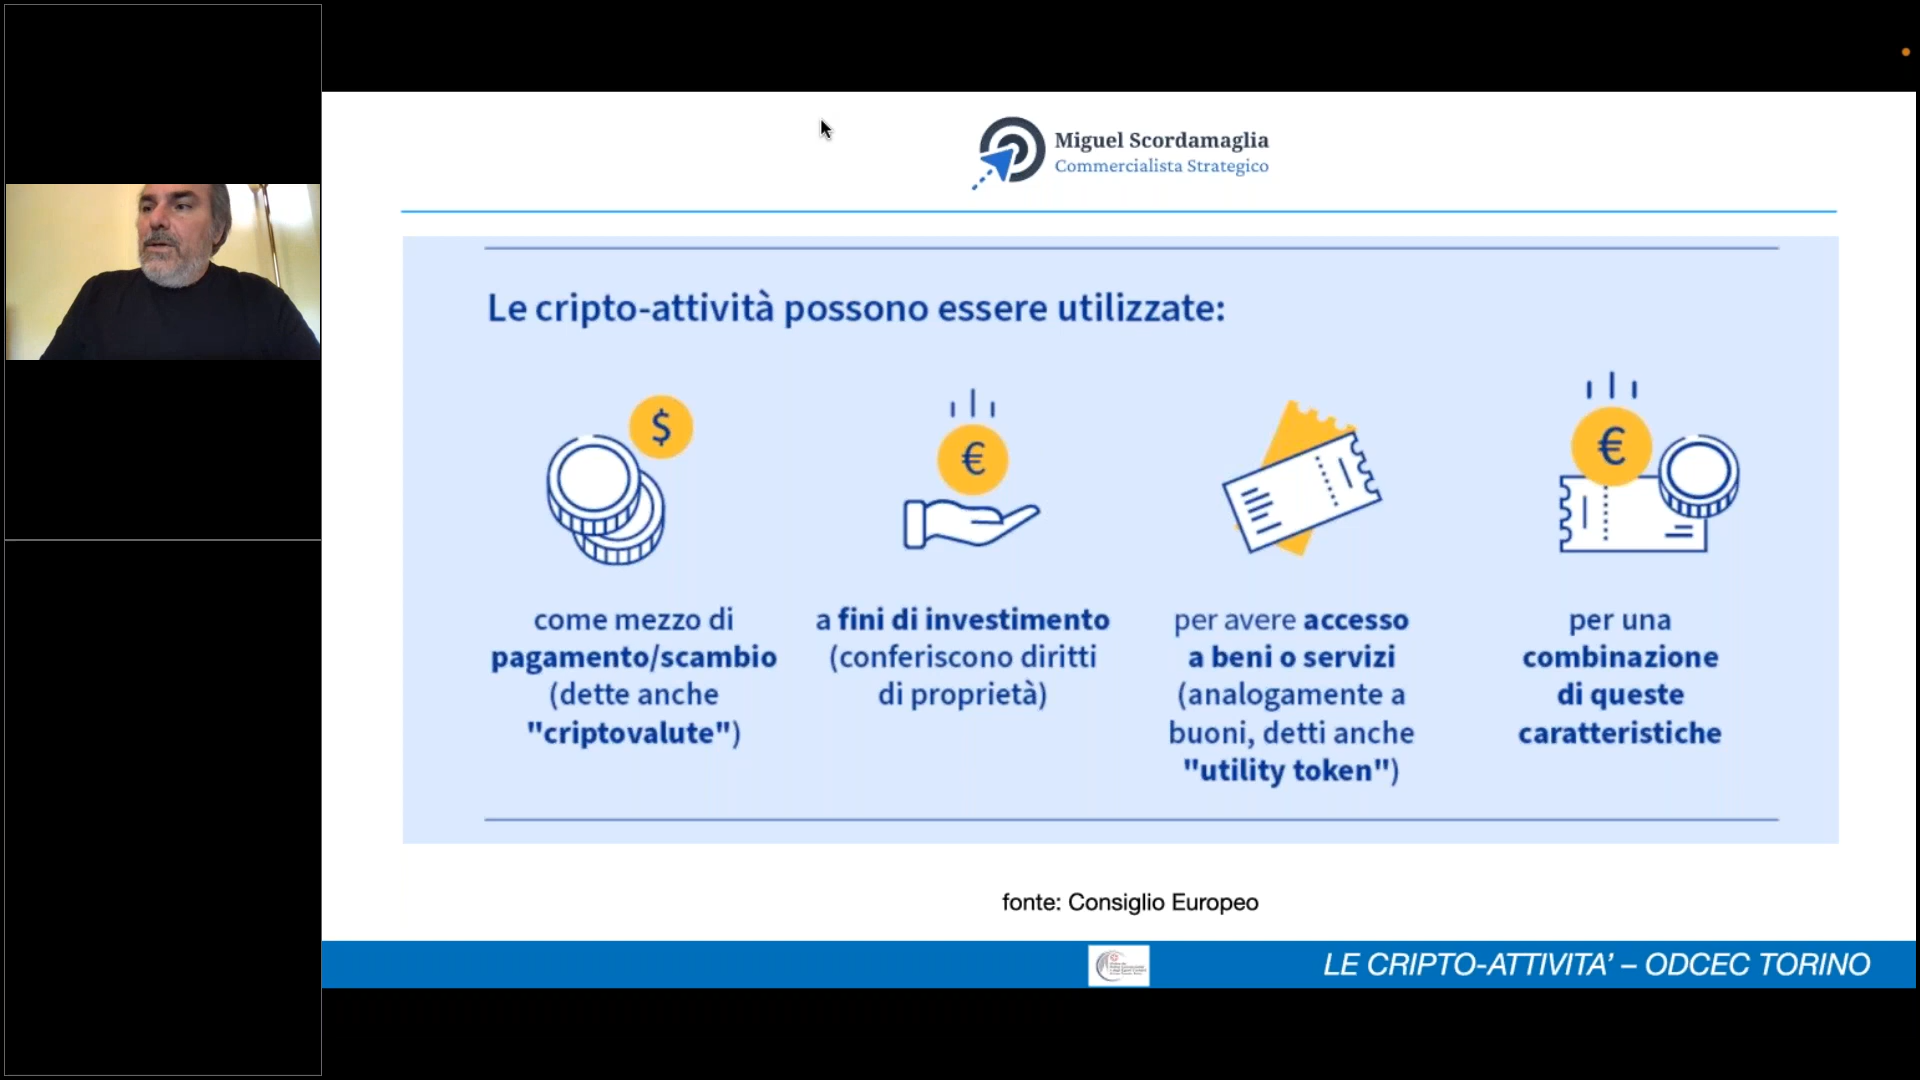 Miguel Scordamaglia
Commercialista Strategico
Le cripto-attività possono essere utilizzate:
$
€
€
come mezzo di
pagamento/scambio
(dette anche
"criptovalute")
a fini di investimento
(conferiscono diritti
di proprietà)
per avere accesso
a beni o servizi
(analogamente a
buoni, detti anche
"utility token")
per una
combinazione
di queste
caratteristiche
fonte: Consiglio Europeo
LE CRIPTO-ATTIVITA’ – ODCEC TORINO